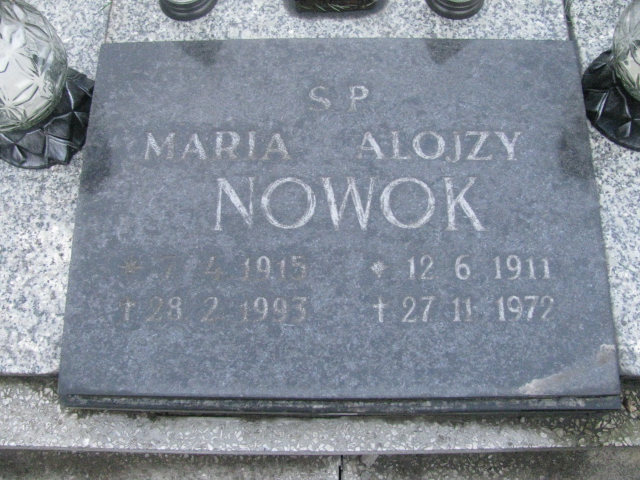 S P
MARIA ALOJZY
NOWOK
* 7 4 1915 * 12 6 1911
† 28 2 1993 † 27 11 1972